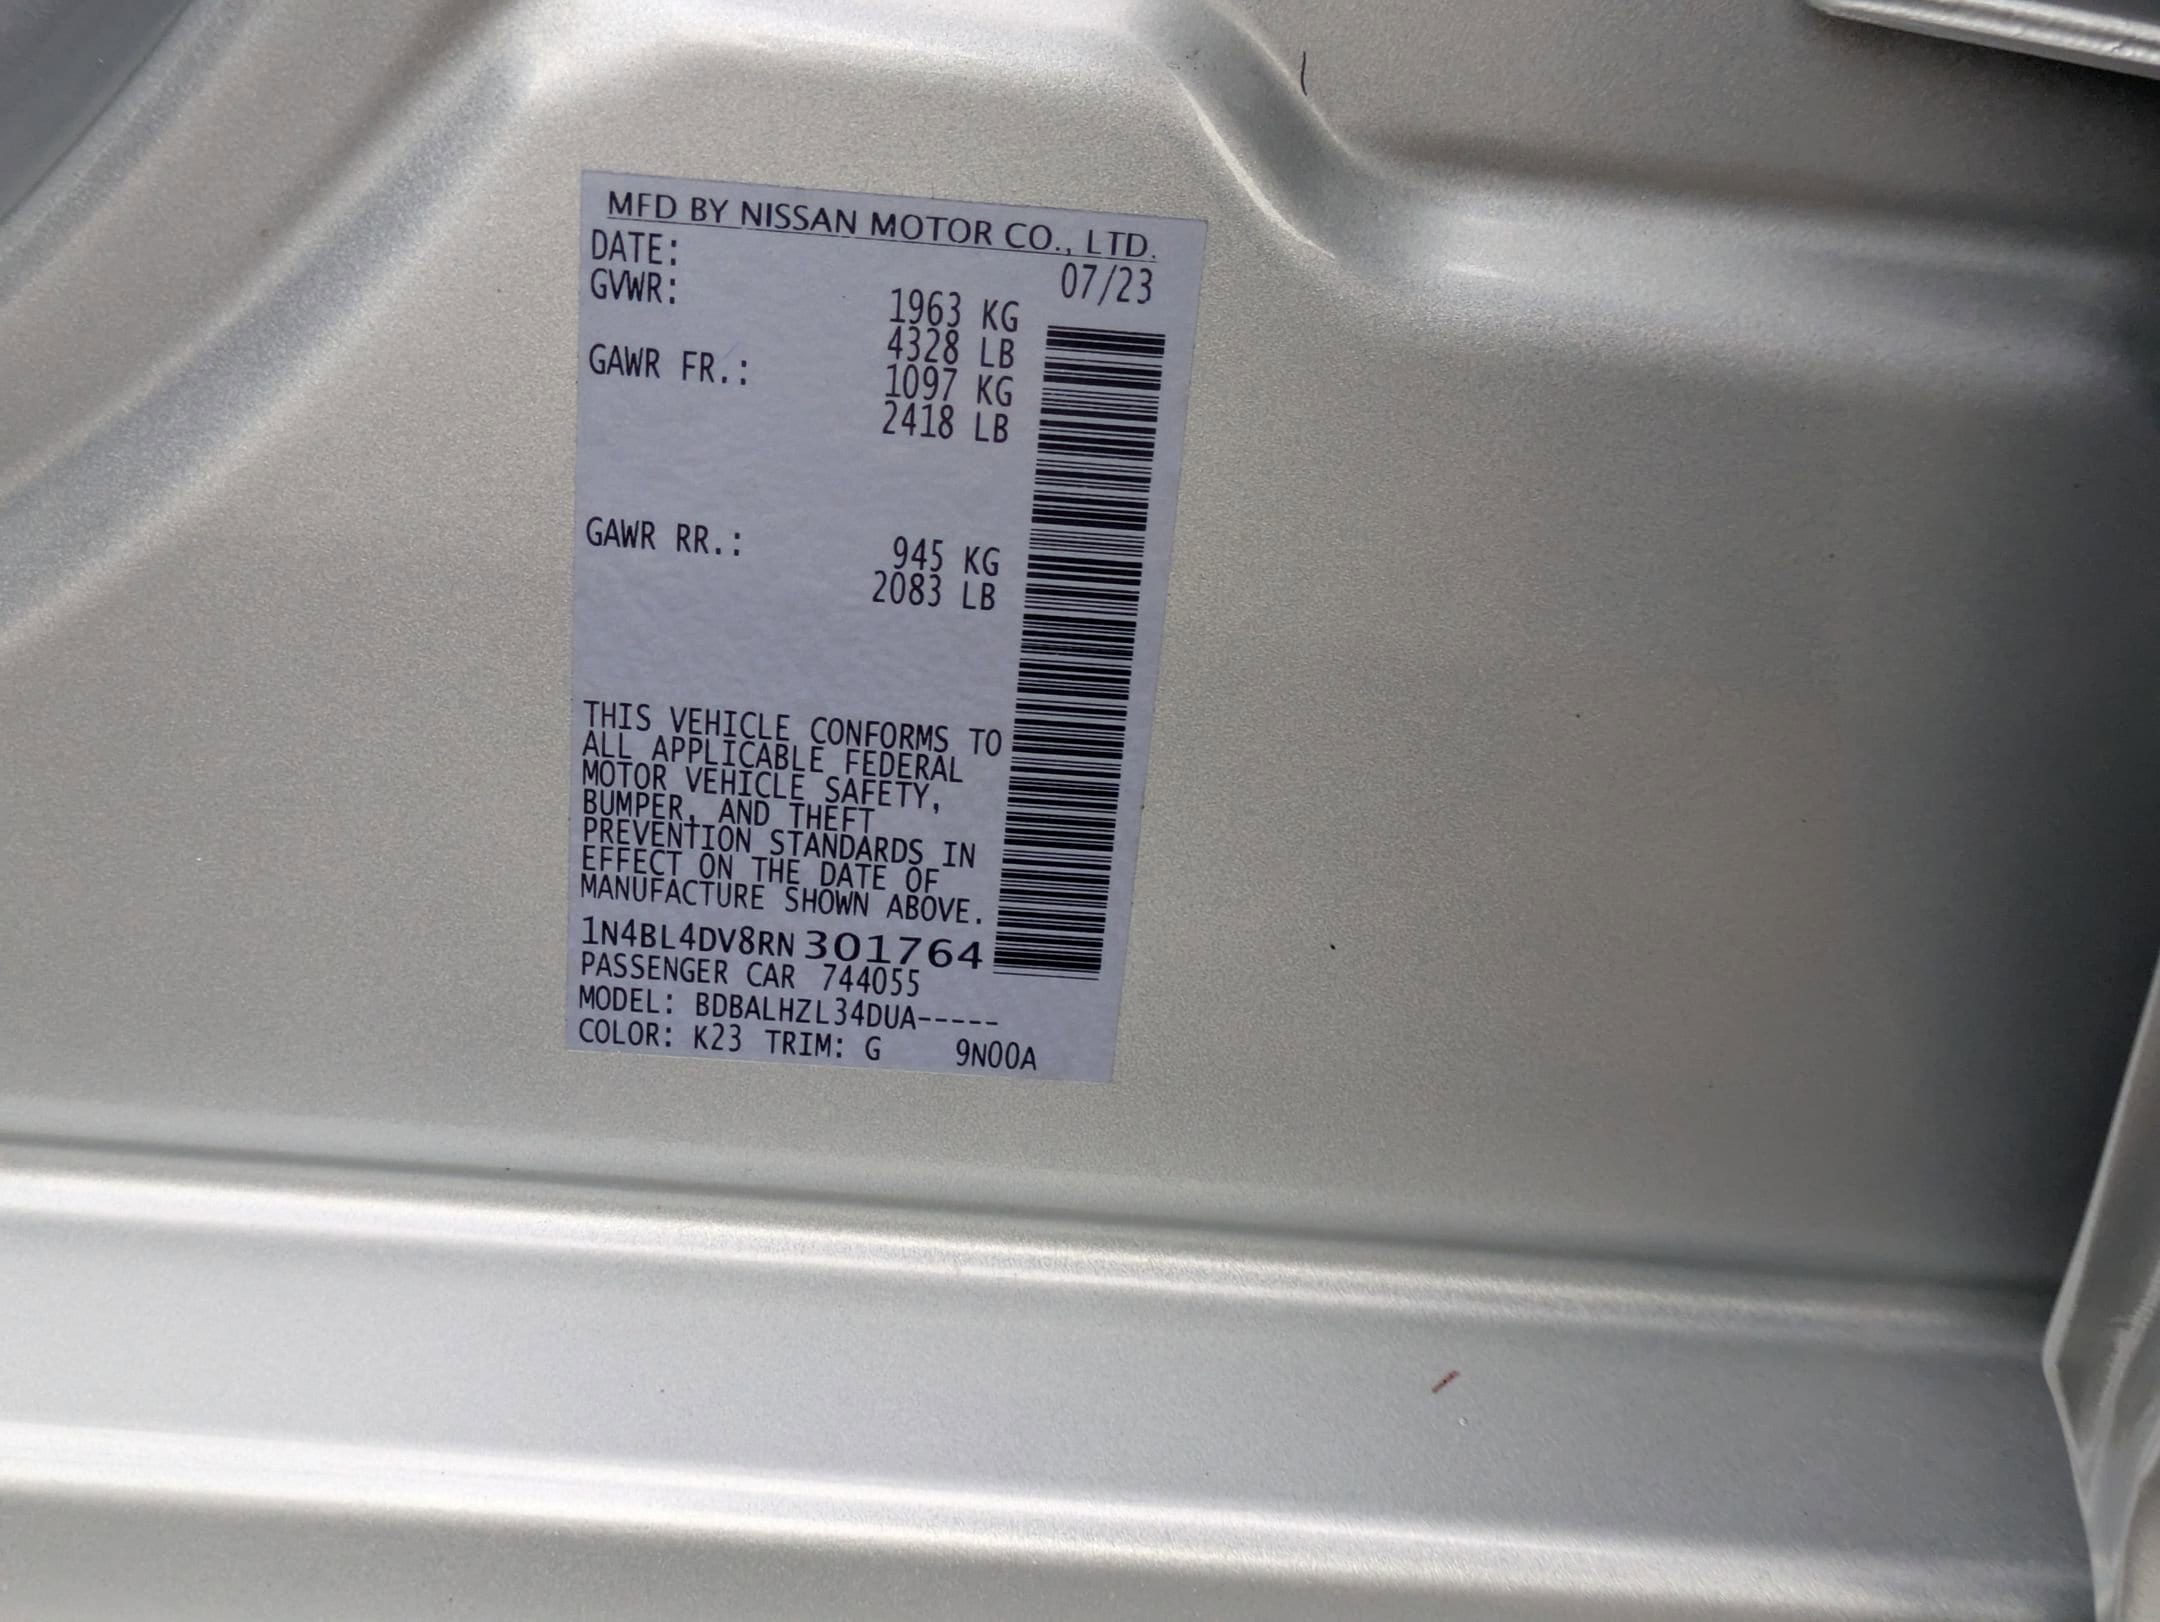 MFD BY NISSAN MOTOR CO., LTD.
DATE: 07/23
GVWR: 1963 KG
4328 LB
GAWR FR.: 1097 KG
2418 LB
GAWR RR.: 945 KG
2083 LB
THIS VEHICLE CONFORMS TO
ALL APPLICABLE FEDERAL
MOTOR VEHICLE SAFETY,
BUMPER, AND THEFT
PREVENTION STANDARDS IN
EFFECT ON THE DATE OF
MANUFACTURE SHOWN ABOVE.
1N4BL4DV8RN301764
PASSENGER CAR 744055
MODEL: BDBALHZL34DUA-----
COLOR: K23 TRIM: G 9N00A